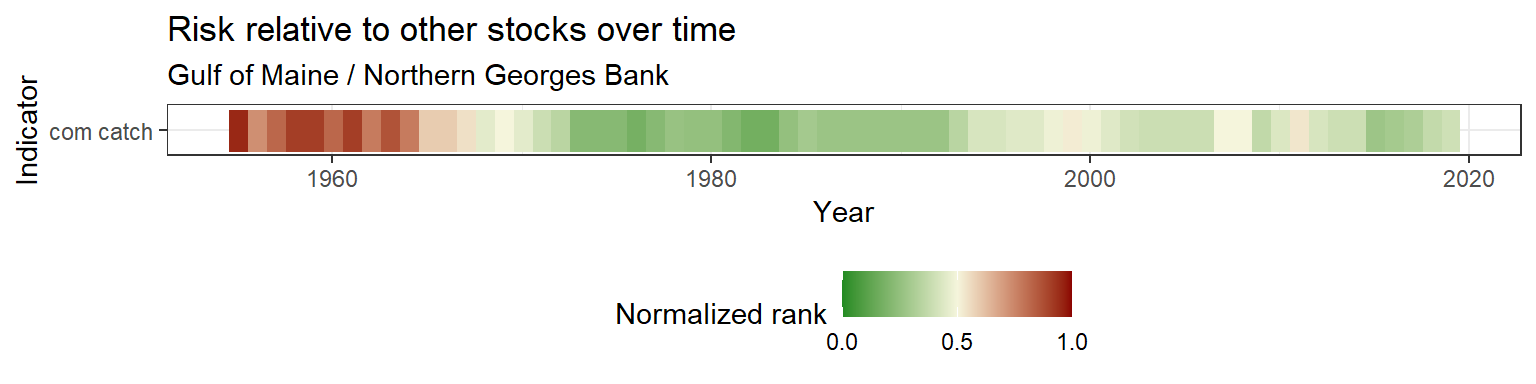 Risk relative to other stocks over time
Gulf of Maine / Northern Georges Bank
Indicator
com catch
1960 1980 2000 2020
Year
Normalized rank
0.0 0.5 1.0